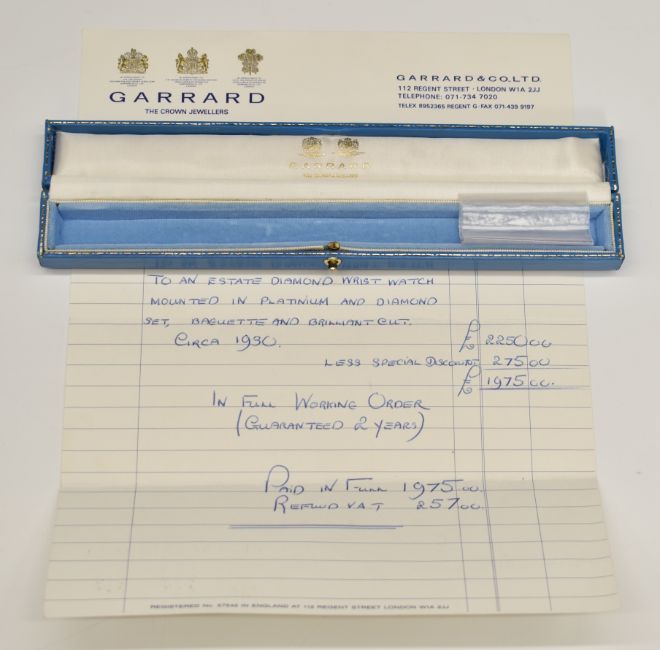 GARRARD
THE CROWN JEWELLERS
GARRARD & CO. LTD.
112 REGENT STREET · LONDON W1A 2JJ
TELEPHONE: 071-734 7020
TELEX 8952365 REGENT G · FAX 071-439 9197
GARRARD
TO AN ESTATE DIAMOND WRIST WATCH
MOUNTED IN PLATINIUM AND DIAMOND
SET, BAGUETTE AND BRILLIANT CUT.
CIRCA 1930. £ 2250 00
LESS SPECIAL DISCOUNT 275 00
£ 1975 00.
IN FULL WORKING ORDER
(GUARANTEED 2 YEARS)
PAID IN FULL 1975 00.
REFUND VAT 257 00.
REGISTERED No. 67546 IN ENGLAND AT 112 REGENT STREET LONDON W1A 2JJ